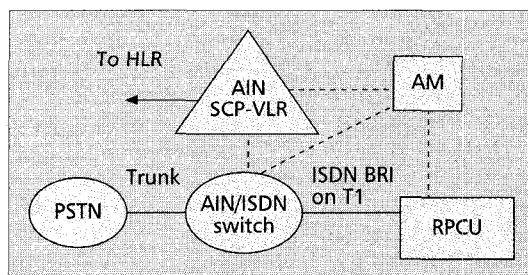 To HLR
AIN
SCP-VLR
AM
Trunk
ISDN BRI
on T1
PSTN
AIN/ISDN
switch
RPCU